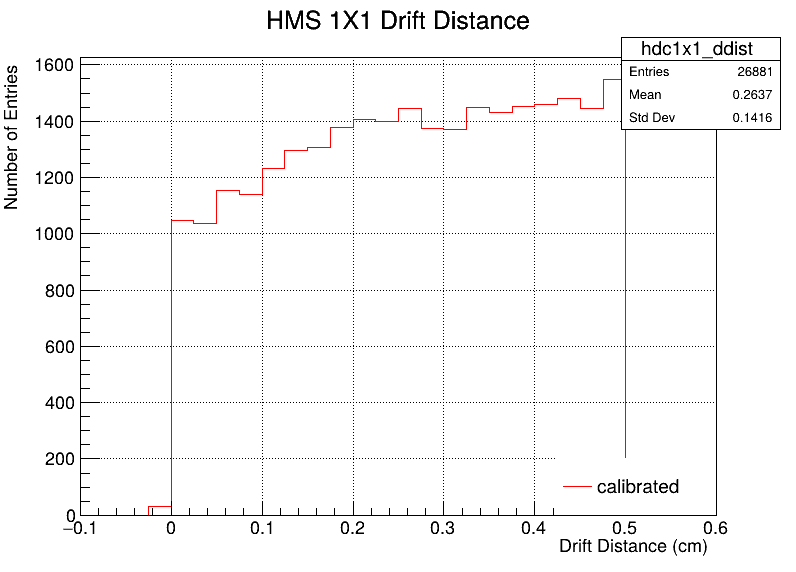 HMS 1X1 Drift Distance
hdc1x1_ddist
Entries 26881
Mean 0.2637
Std Dev 0.1416
Number of Entries
1600
1400
1200
1000
800
600
400
200
0
calibrated
−0.1 0 0.1 0.2 0.3 0.4 0.5 0.6
Drift Distance (cm)